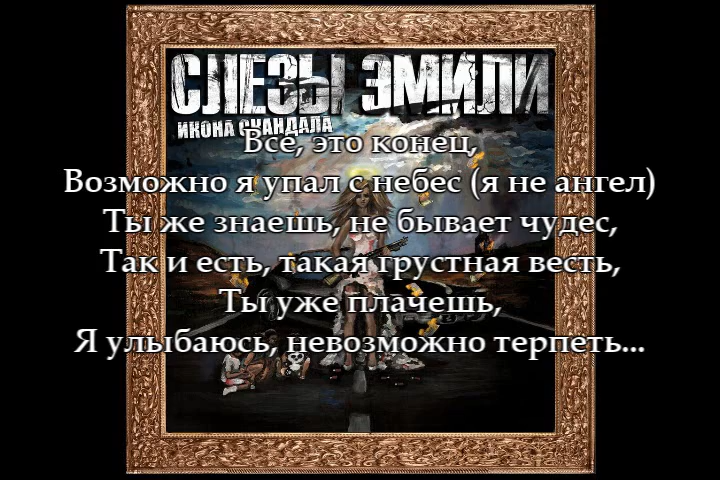 СЛЕЗЫ ЭМИЛИ
ИКОНА СКАНДАЛА
Все, это конец,
Возможно я упал с небес (я не ангел)
Ты же знаешь, не бывает чудес,
Так и есть, такая грустная весть,
Ты уже плачешь,
Я улыбаюсь, невозможно терпеть...